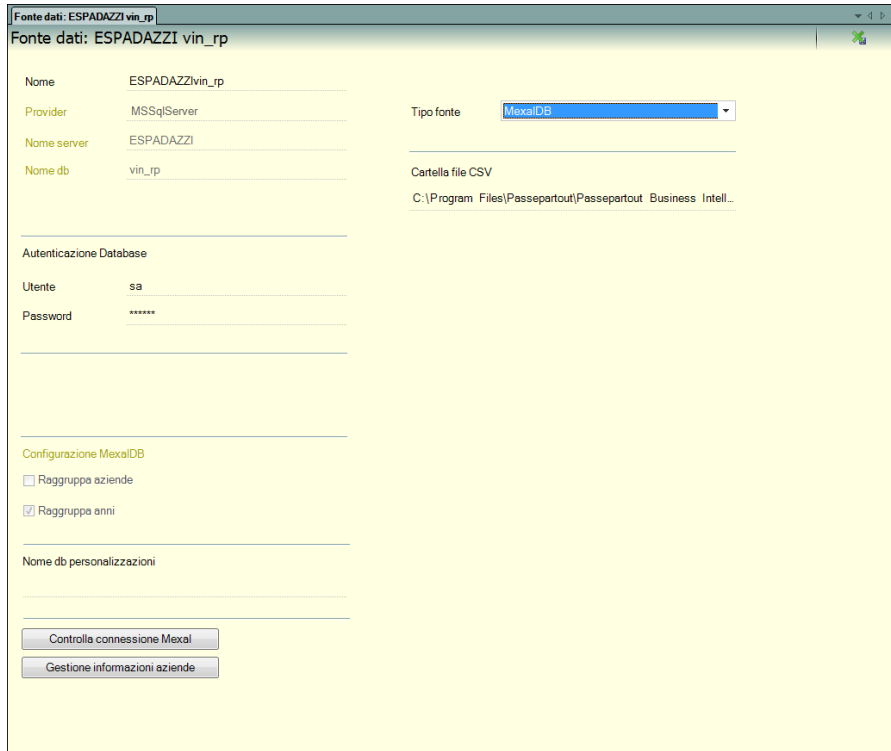 Fonte dati: ESPADAZZI vin_rp
Fonte dati: ESPADAZZI vin_rp
Nome ESPADAZZIvin_rp
Provider MSSqlServer
Tipo fonte MexalDB
Nome server ESPADAZZI
Nome db vin_rp
Cartella file CSV
C:\Program Files\Passepartout\Passepartout Business Intell...
Autenticazione Database
Utente sa
Password ******
Configurazione MexalDB
Raggruppa aziende
Raggruppa anni
Nome db personalizzazioni
Controlla connessione Mexal
Gestione informazioni aziende